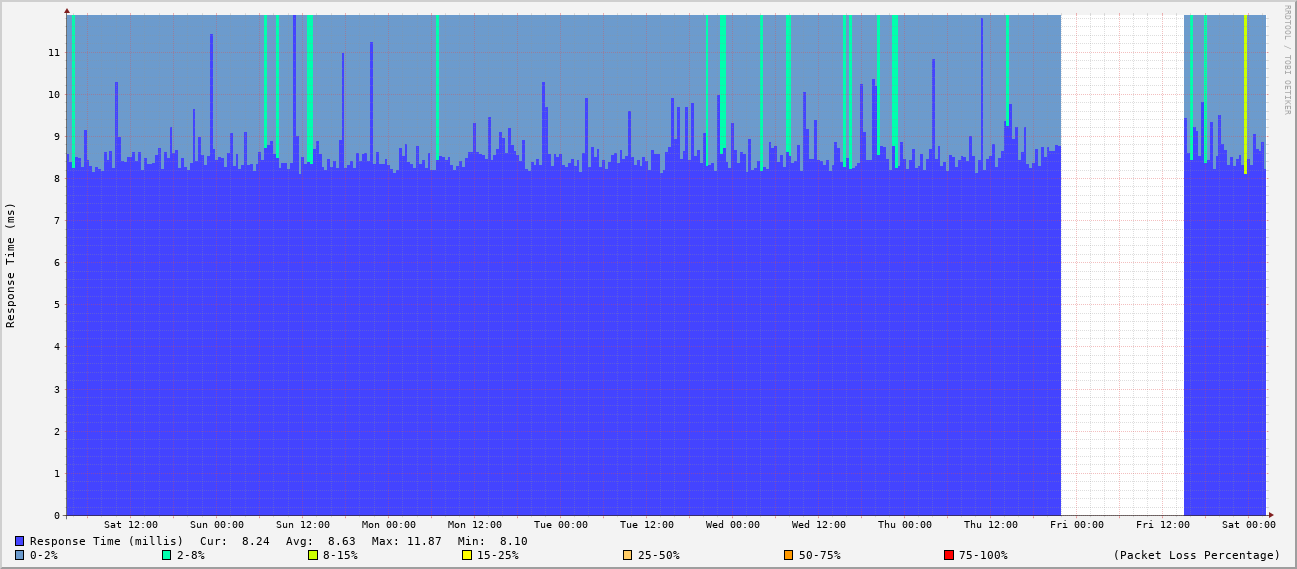 RRDTOOL / TOBI OETIKER
Response Time (ms)
11
10
9
8
7
6
5
4
3
2
1
0
Sat 12:00 Sun 00:00 Sun 12:00 Mon 00:00 Mon 12:00 Tue 00:00 Tue 12:00 Wed 00:00 Wed 12:00 Thu 00:00 Thu 12:00 Fri 00:00 Fri 12:00 Sat 00:00
Response Time (millis) Cur: 8.24 Avg: 8.63 Max: 11.87 Min: 8.10
0-2% 2-8% 8-15% 15-25% 25-50% 50-75% 75-100% (Packet Loss Percentage)